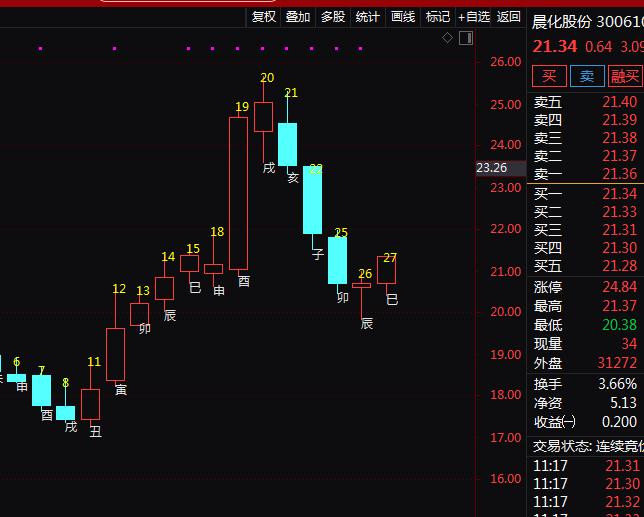 复权 叠加 多股 统计 画线 标记 +自选 返回
晨化股份 300610
21.34 0.64 3.09
买 卖 融买
卖五 21.40
卖四 21.39
卖三 21.38
卖二 21.37
卖一 21.36
买一 21.34
买二 21.33
买三 21.31
买四 21.30
买五 21.28
涨停 24.84
最高 21.37
最低 20.38
现量 34
外盘 31272
换手 3.66%
净资 5.13
收益(一) 0.200
交易状态: 连续竞价
11:17 21.31
11:17 21.30
11:17 21.32
26.00
25.00
24.00
23.26
23.00
22.00
21.00
20.00
19.00
18.00
17.00
16.00
6 申
7 酉
8 戌
11 丑
12 寅
13 卯
14 辰
15 巳
18 申
19 酉
20 戌
21 亥
22 子
25 卯
26 辰
27 巳